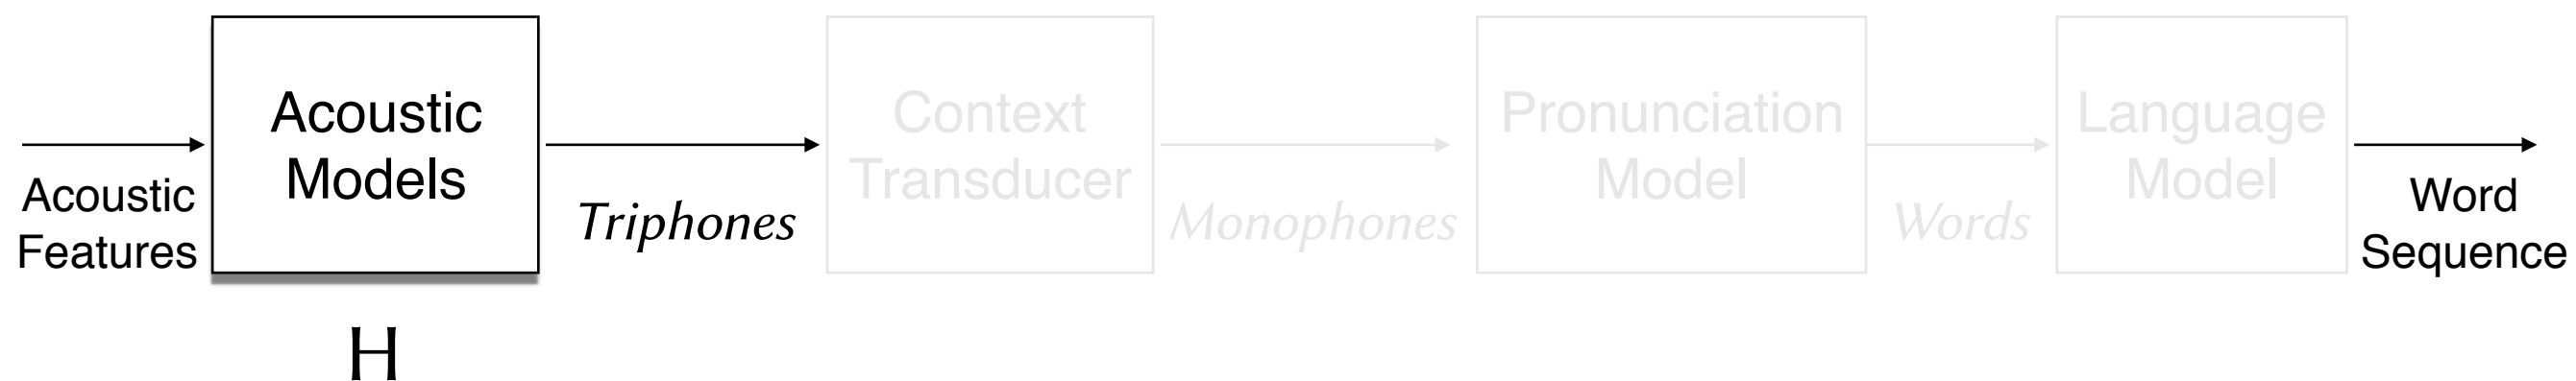 Acoustic
Features
Acoustic
Models
H
Triphones
Context
Transducer
Monophones
Pronunciation
Model
Words
Language
Model
Word
Sequence